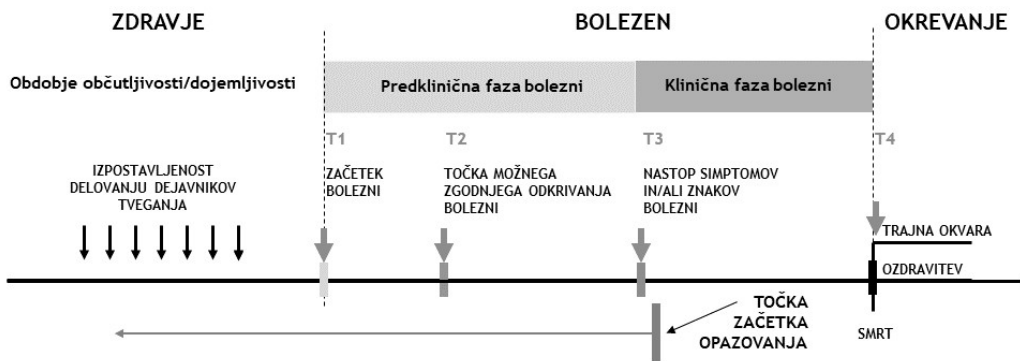 ZDRAVJE
BOLEZEN
OKREVANJE
Obdobje občutljivosti/dojemljivosti
Predklinična faza bolezni
Klinična faza bolezni
T1
T2
T3
T4
IZPOSTAVLJENOST
DELOVANJU DEJAVNIKOV
TVEGANJA
ZAČETEK
BOLEZNI
TOČKA MOŽNEGA
ZGODNJEGA ODKRIVANJA
BOLEZNI
NASTOP SIMPTOMOV
IN/ALI ZNAKOV
BOLEZNI
TRAJNA OKVARA
OZDRAVITEV
SMRT
TOČKA
ZAČETKA
OPAZOVANJA